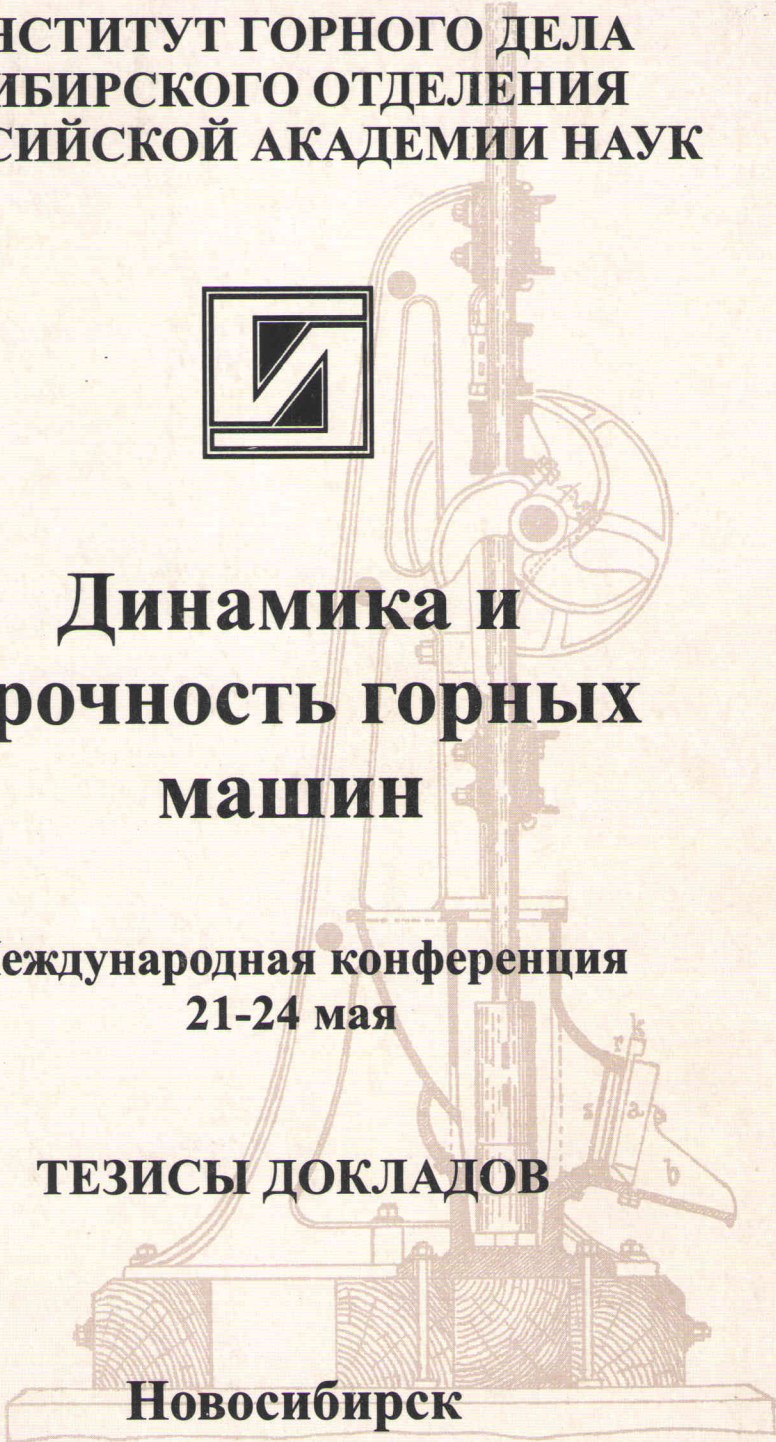 НСТИТУТ ГОРНОГО ДЕЛА
ИБИРСКОГО ОТДЕЛЕНИЯ
СИЙСКОЙ АКАДЕМИИ НАУК
Динамика и
рочность горных
машин
еждународная конференция
21-24 мая
r k
s a
b
ТЕЗИСЫ ДОКЛАДОВ
Новосибирск